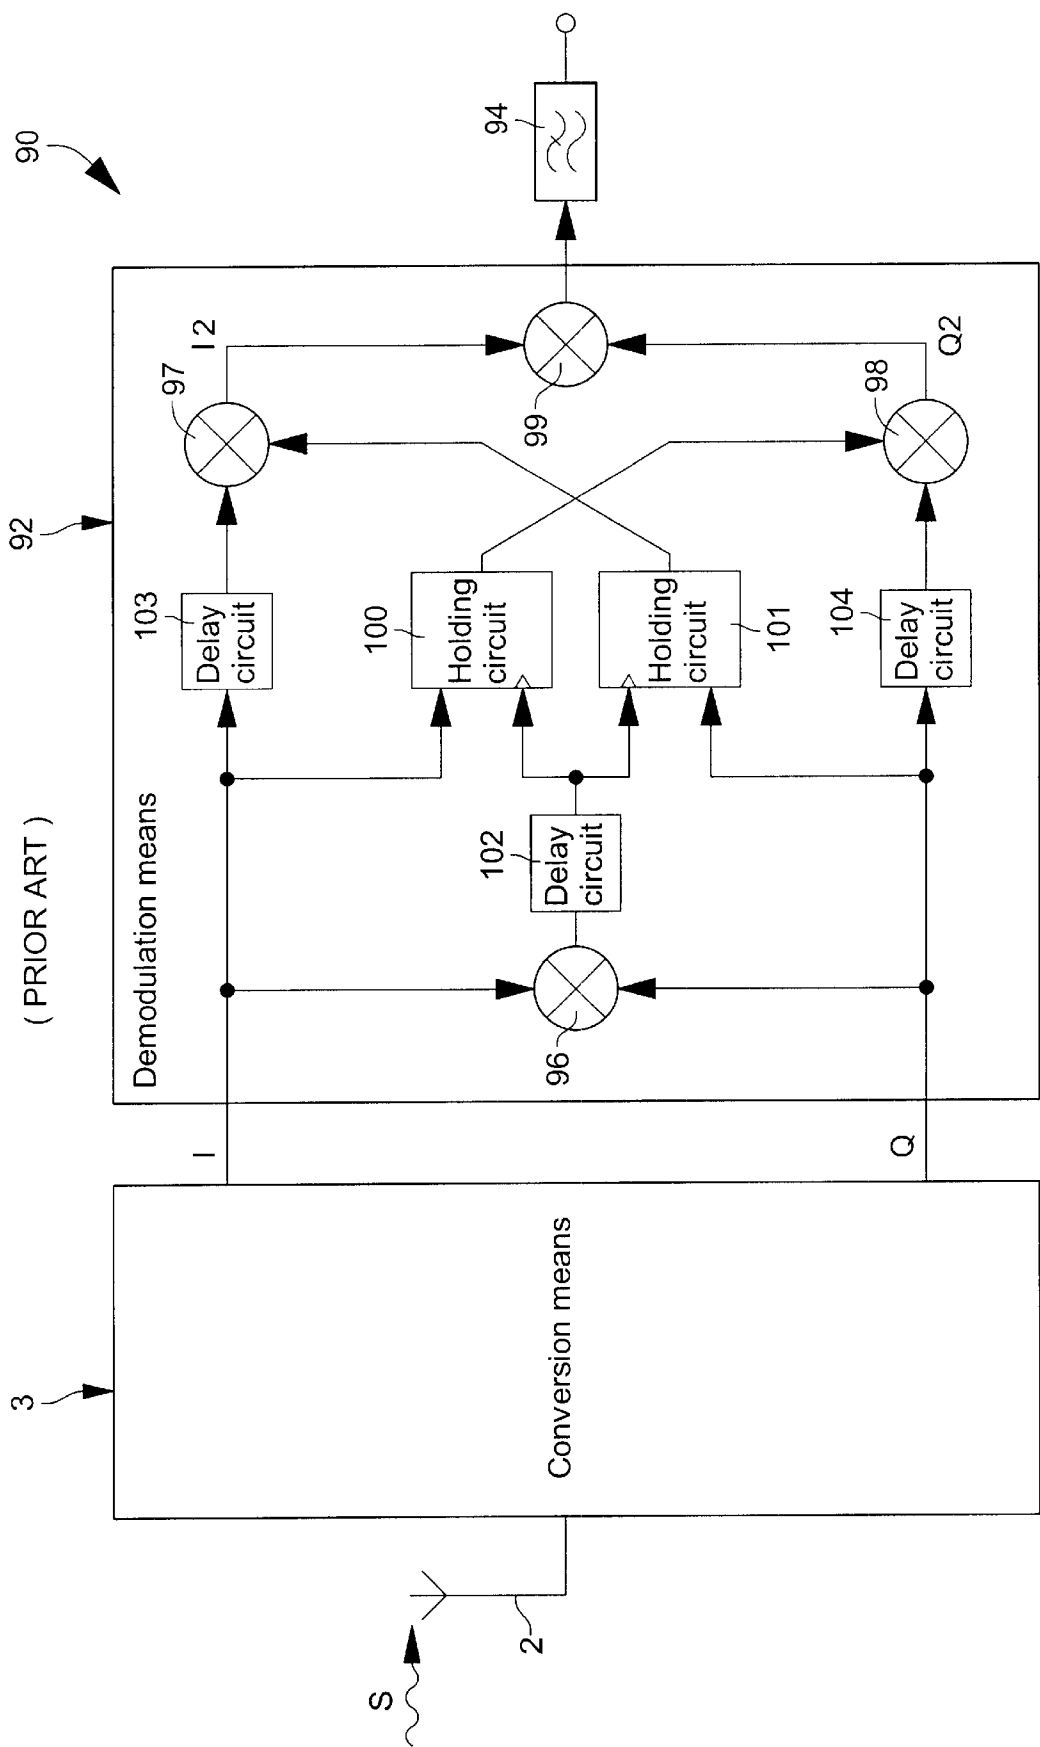 ( PRIOR ART )
90
3
92
Conversion means
Demodulation means
S
2
I
Q
96
102
Delay
circuit
103
Delay
circuit
100
Holding
circuit
101
Holding
circuit
104
Delay
circuit
97
I2
98
Q2
99
94